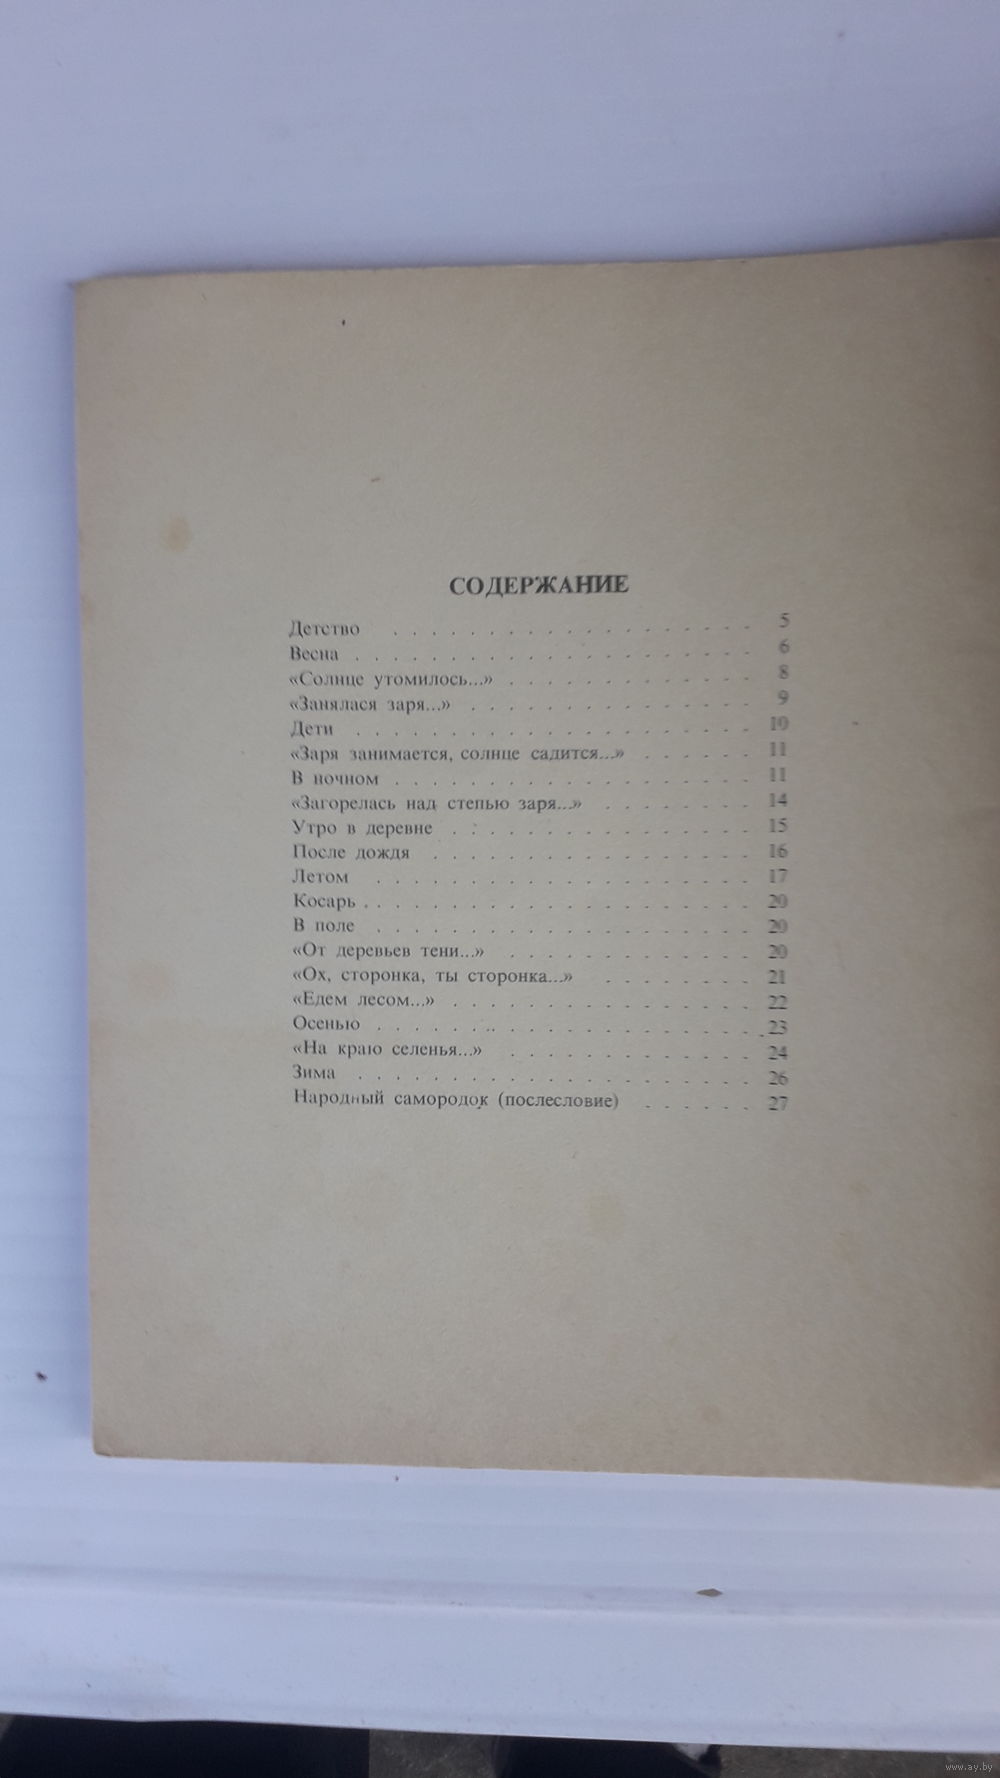 СОДЕРЖАНИЕ
Детство . . . . . . . . . . . . . . . . . . . 5
Весна . . . . . . . . . . . . . . . . . . . . . 6
«Солнце утомилось...» . . . . . . . . . . . . . 8
«Занялася заря...» . . . . . . . . . . . . . . . 9
Дети . . . . . . . . . . . . . . . . . . . . . 10
«Заря занимается, солнце садится...» . . . . . . 11
В ночном . . . . . . . . . . . . . . . . . . . 11
«Загорелась над степью заря...» . . . . . . . . 14
Утро в деревне . . . . . . . . . . . . . . . . 15
После дождя . . . . . . . . . . . . . . . . . 16
Летом . . . . . . . . . . . . . . . . . . . . 17
Косарь . . . . . . . . . . . . . . . . . . . . . 20
В поле . . . . . . . . . . . . . . . . . . . . 20
«От деревьев тени...» . . . . . . . . . . . . . 20
«Ох, сторонка, ты сторонка...» . . . . . . . . 21
«Едем лесом...» . . . . . . . . . . . . . . . . 22
Осенью . . . . . . . . . . . . . . . . . . . . 23
«На краю селенья...» . . . . . . . . . . . . . 24
Зима . . . . . . . . . . . . . . . . . . . . . 26
Народный самородок (послесловие) . . . . . . 27
www.ay.by